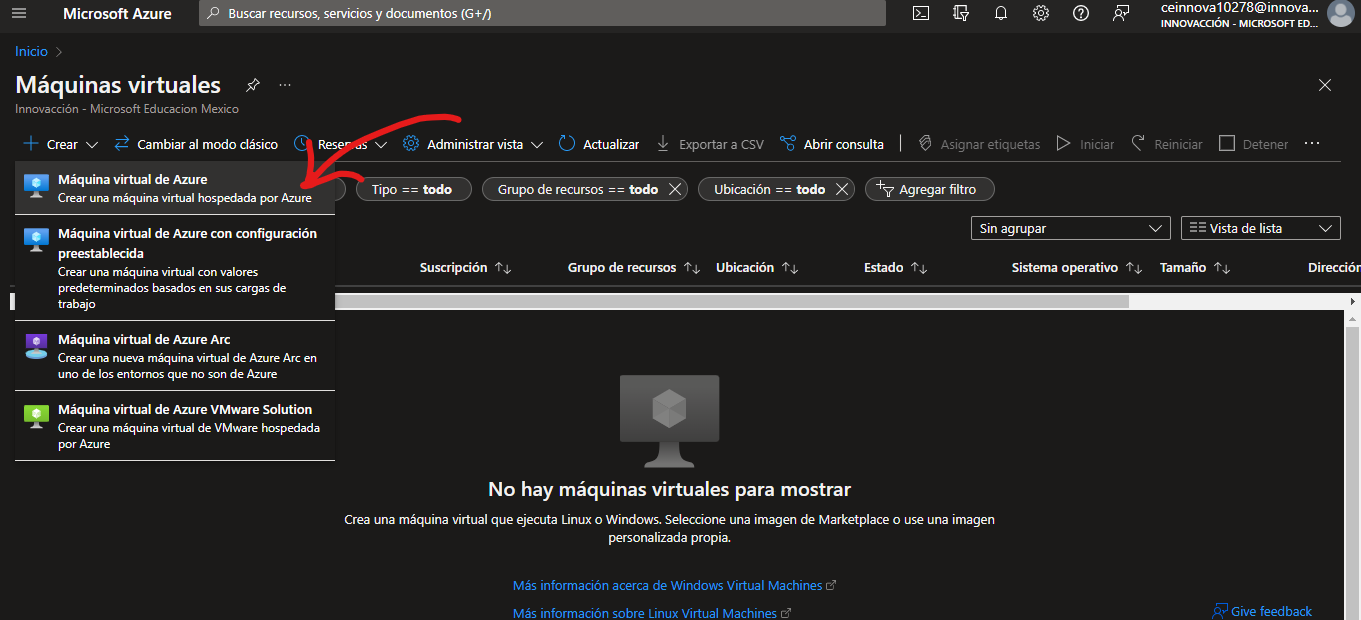 Microsoft Azure
Buscar recursos, servicios y documentos (G+/)
ceinnova10278@innova...
INNOVACCIÓN - MICROSOFT ED...
Inicio
Máquinas virtuales
...
Innovacción - Microsoft Educacion Mexico
Crear
Cambiar al modo clásico
Administrar vista
Actualizar
Exportar a CSV
Abrir consulta
Asignar etiquetas
Iniciar
Reiniciar
Detener
...
Máquina virtual de Azure
Crear una máquina virtual hospedada por Azure
Máquina virtual de Azure con configuración
preestablecida
Crear una máquina virtual con valores
predeterminados basados en sus cargas de
trabajo
Máquina virtual de Azure Arc
Crear una nueva máquina virtual de Azure Arc en
uno de los entornos que no son de Azure
Máquina virtual de Azure VMware Solution
Crear una máquina virtual de VMware hospedada
por Azure
Tipo == todo
Grupo de recursos == todo
Ubicación == todo
Agregar filtro
Sin agrupar
Vista de lista
Suscripción
Grupo de recursos
Ubicación
Estado
Sistema operativo
Tamaño
Dirección
No hay máquinas virtuales para mostrar
Crea una máquina virtual que ejecuta Linux o Windows. Seleccione una imagen de Marketplace o use una imagen
personalizada propia.
Más información acerca de Windows Virtual Machines
Más información sobre Linux Virtual Machines
Give feedback